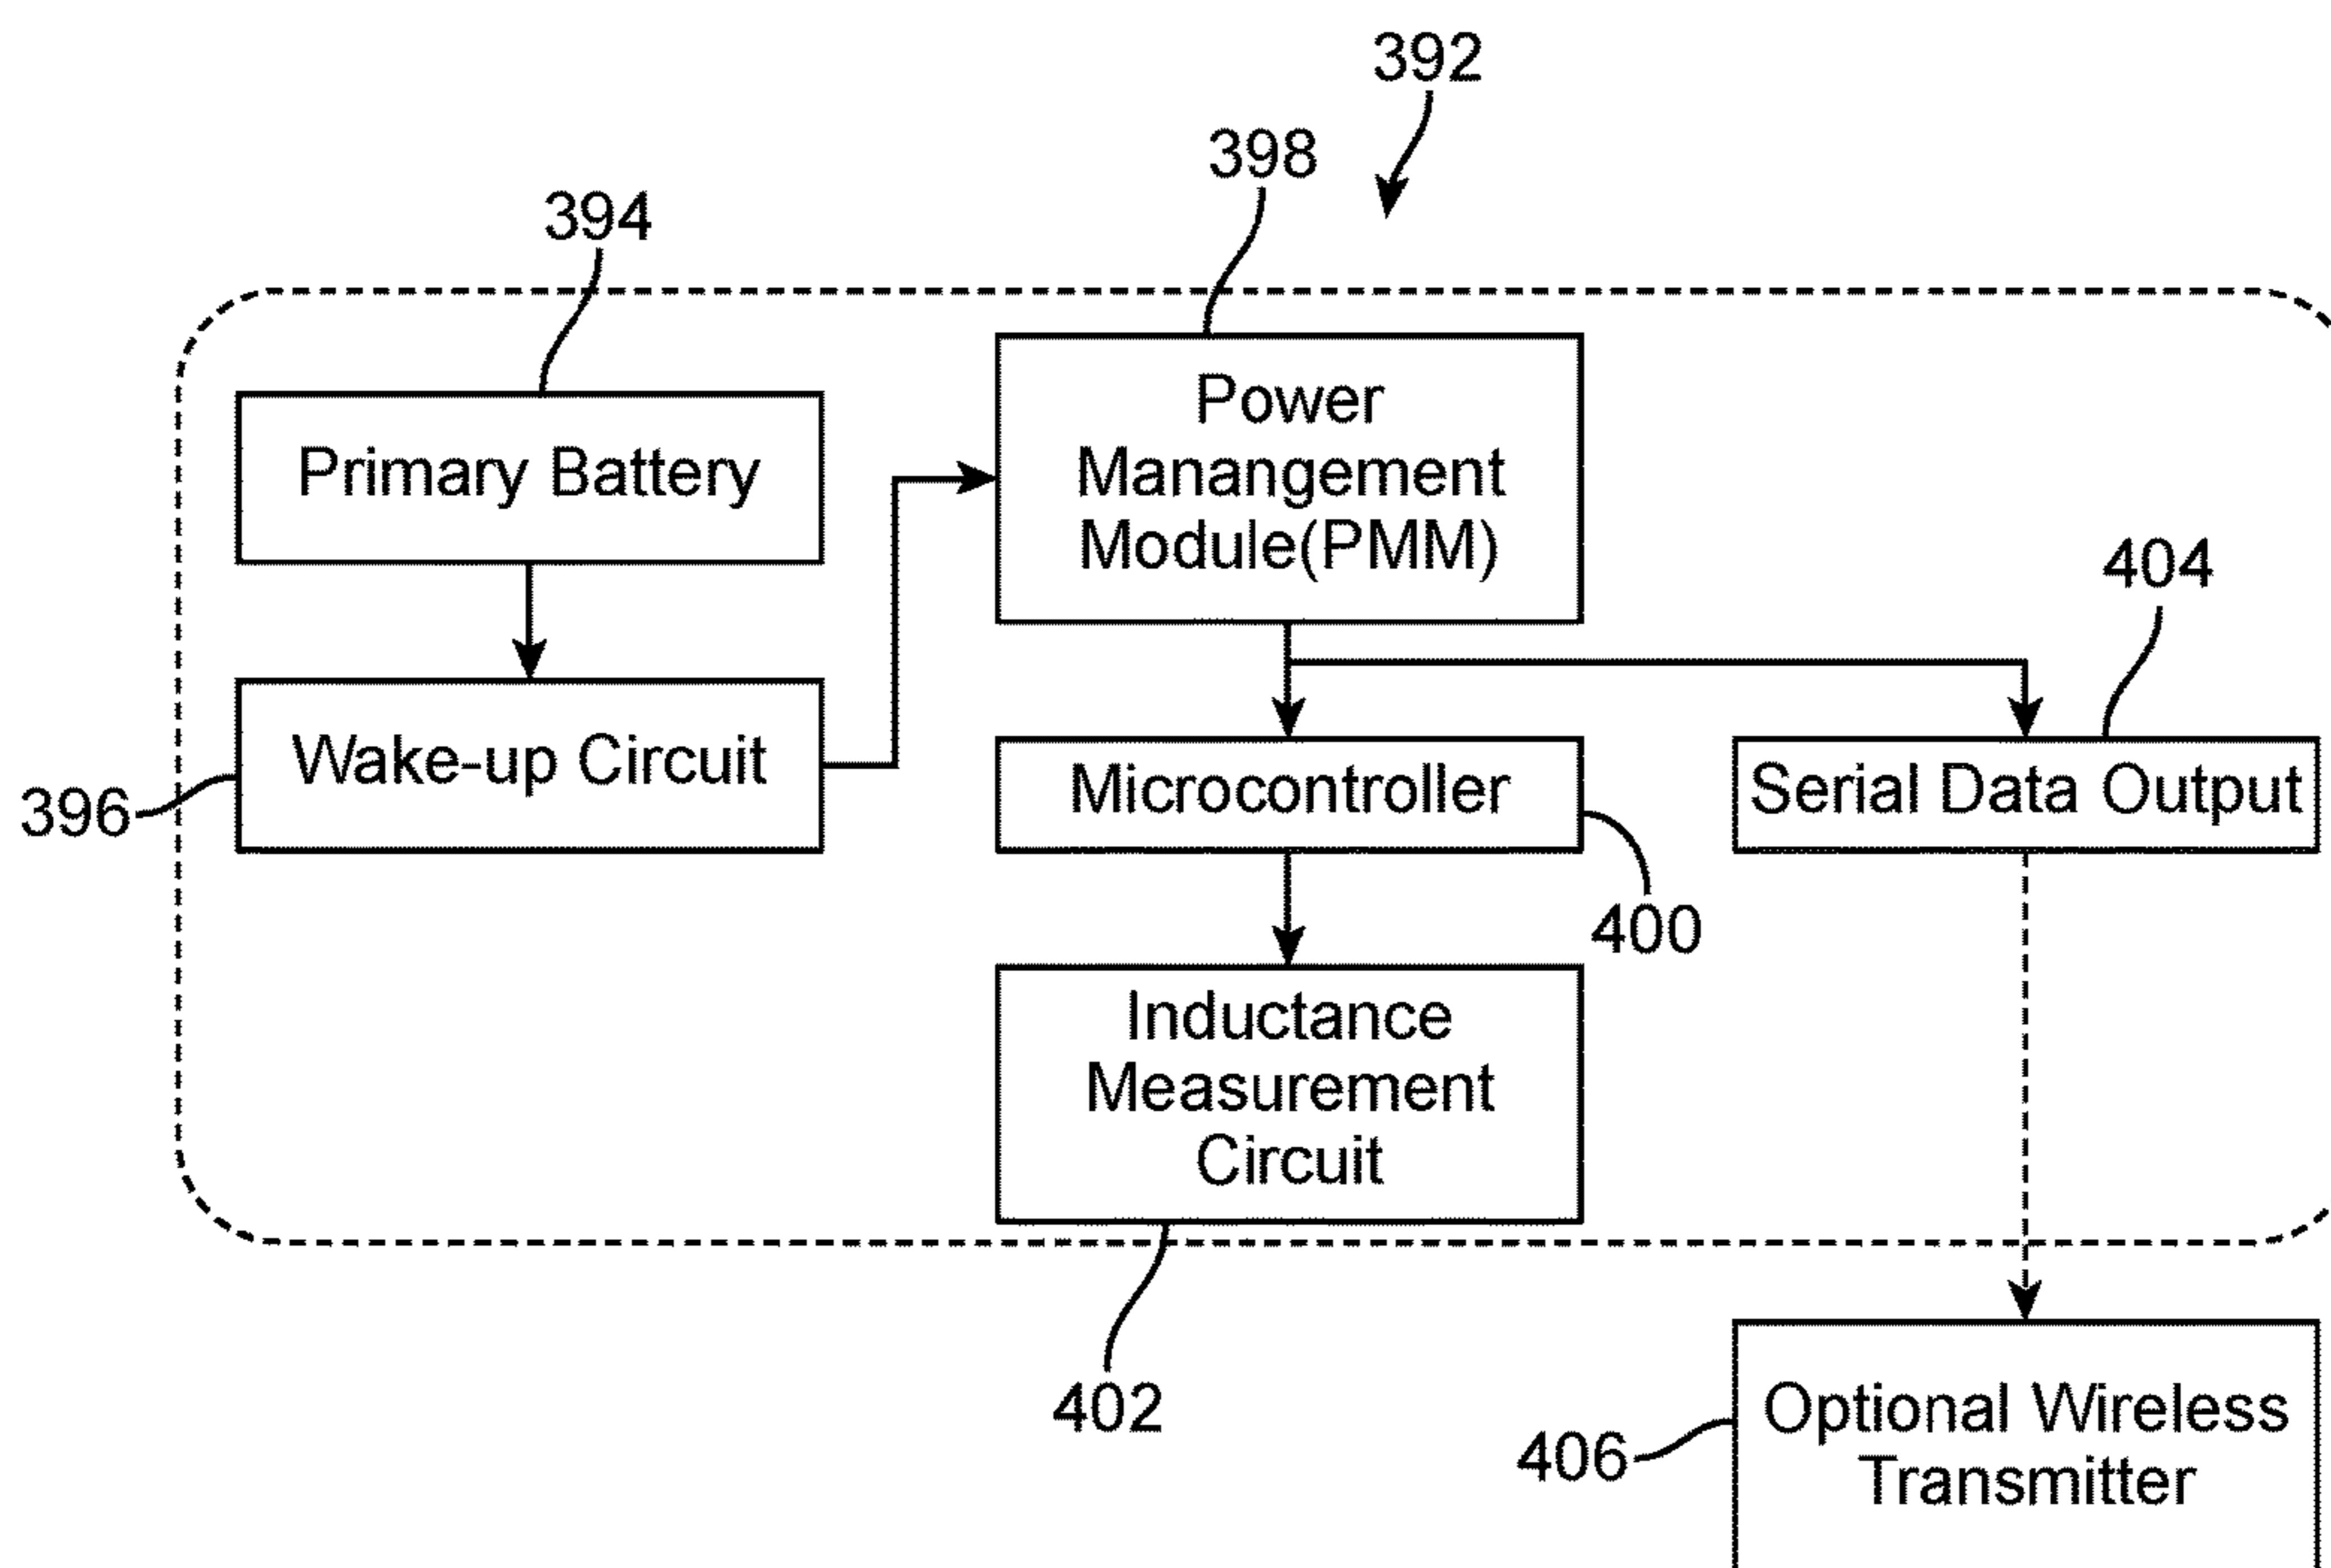 392
398
394
Power
Manangement
Module(PMM)
Primary Battery
404
Wake-up Circuit
396
Microcontroller
Serial Data Output
400
Inductance
Measurement
Circuit
402
406
Optional Wireless
Transmitter